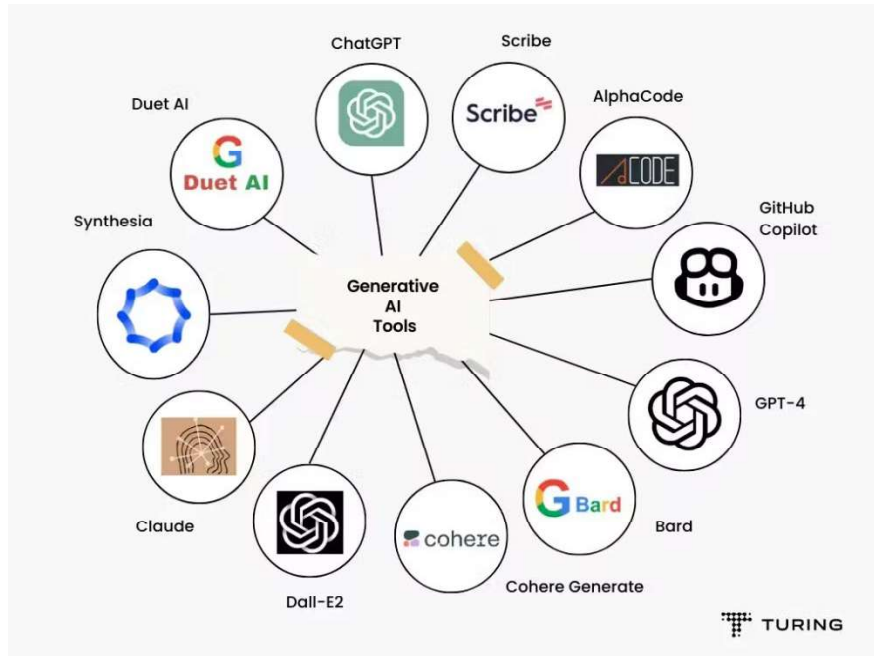 ChatGPT
Scribe
Scribe
Duet AI
G
Duet AI
AlphaCode
ACODE
Synthesia
GitHub
Copilot
Generative
AI
Tools
GPT-4
Claude
G Bard
Bard
cohere
Cohere Generate
Dall-E2
TURING